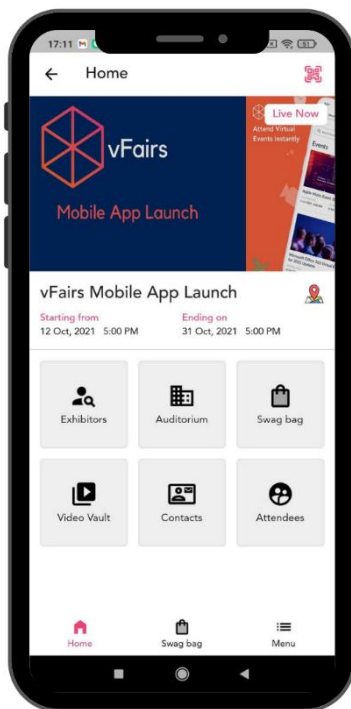 17:11
51
Home
Live Now
Attend Virtual
Events Instantly
vFairs
Events
Mobile App Launch
vFairs Mobile App Launch
Starting from
Ending on
12 Oct, 2021 5:00 PM
31 Oct, 2021 5:00 PM
Exhibitors
Auditorium
Swag bag
Video Vault
Contacts
Attendees
Home
Swag bag
Menu